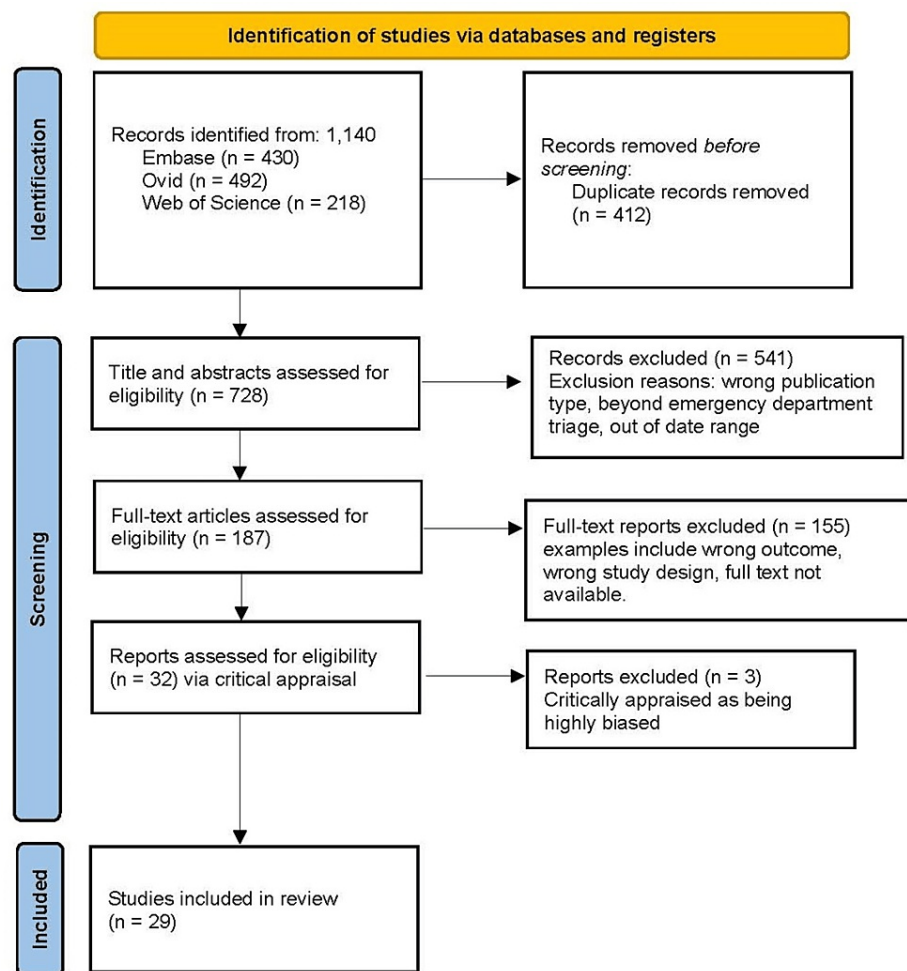 Identification of studies via databases and registers
Identification
Records identified from: 1,140
Embase (n = 430)
Ovid (n = 492)
Web of Science (n = 218)
Records removed before
screening:
Duplicate records removed
(n = 412)
Screening
Title and abstracts assessed for
eligibility (n = 728)
Records excluded (n = 541)
Exclusion reasons: wrong publication
type, beyond emergency department
triage, out of date range
Full-text articles assessed for
eligibility (n = 187)
Full-text reports excluded (n = 155)
examples include wrong outcome,
wrong study design, full text not
available.
Reports assessed for eligibility
(n = 32) via critical appraisal
Reports excluded (n = 3)
Critically appraised as being
highly biased
Included
Studies included in review
(n = 29)